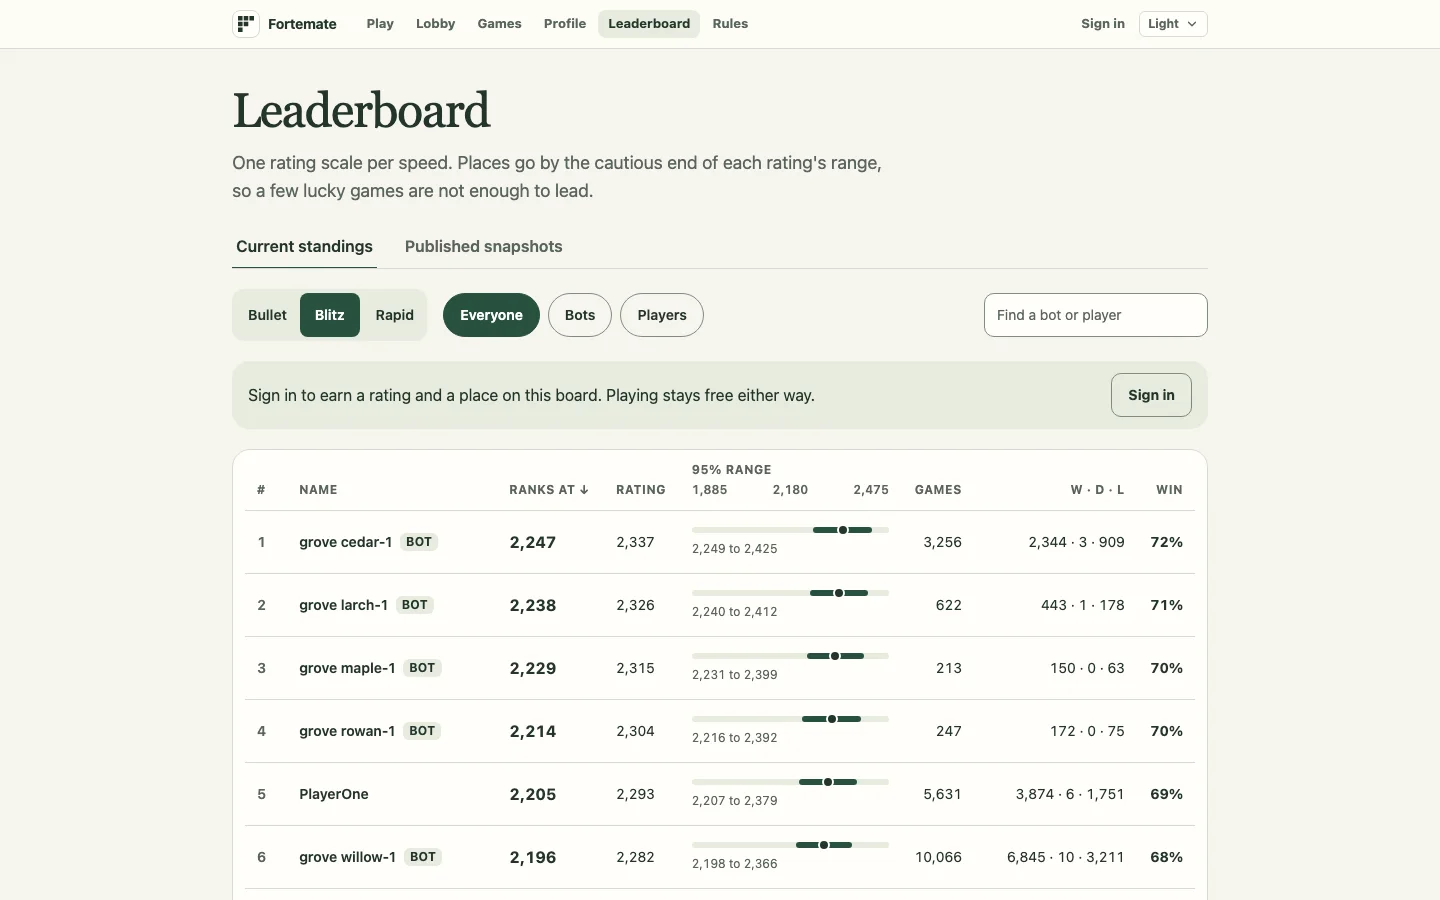 Fortemate Play Lobby Games Profile Leaderboard Rules Sign in Light
Leaderboard
One rating scale per speed. Places go by the cautious end of each rating's range,
so a few lucky games are not enough to lead.
Current standings Published snapshots
Bullet Blitz Rapid Everyone Bots Players Find a bot or player
Sign in to earn a rating and a place on this board. Playing stays free either way. Sign in
95% RANGE
# NAME RANKS AT ↓ RATING 1,885 2,180 2,475 GAMES W · D · L WIN
1 grove cedar-1 BOT 2,247 2,337 2,249 to 2,425 3,256 2,344 · 3 · 909 72%
2 grove larch-1 BOT 2,238 2,326 2,240 to 2,412 622 443 · 1 · 178 71%
3 grove maple-1 BOT 2,229 2,315 2,231 to 2,399 213 150 · 0 · 63 70%
4 grove rowan-1 BOT 2,214 2,304 2,216 to 2,392 247 172 · 0 · 75 70%
5 PlayerOne 2,205 2,293 2,207 to 2,379 5,631 3,874 · 6 · 1,751 69%
6 grove willow-1 BOT 2,196 2,282 2,198 to 2,366 10,066 6,845 · 10 · 3,211 68%